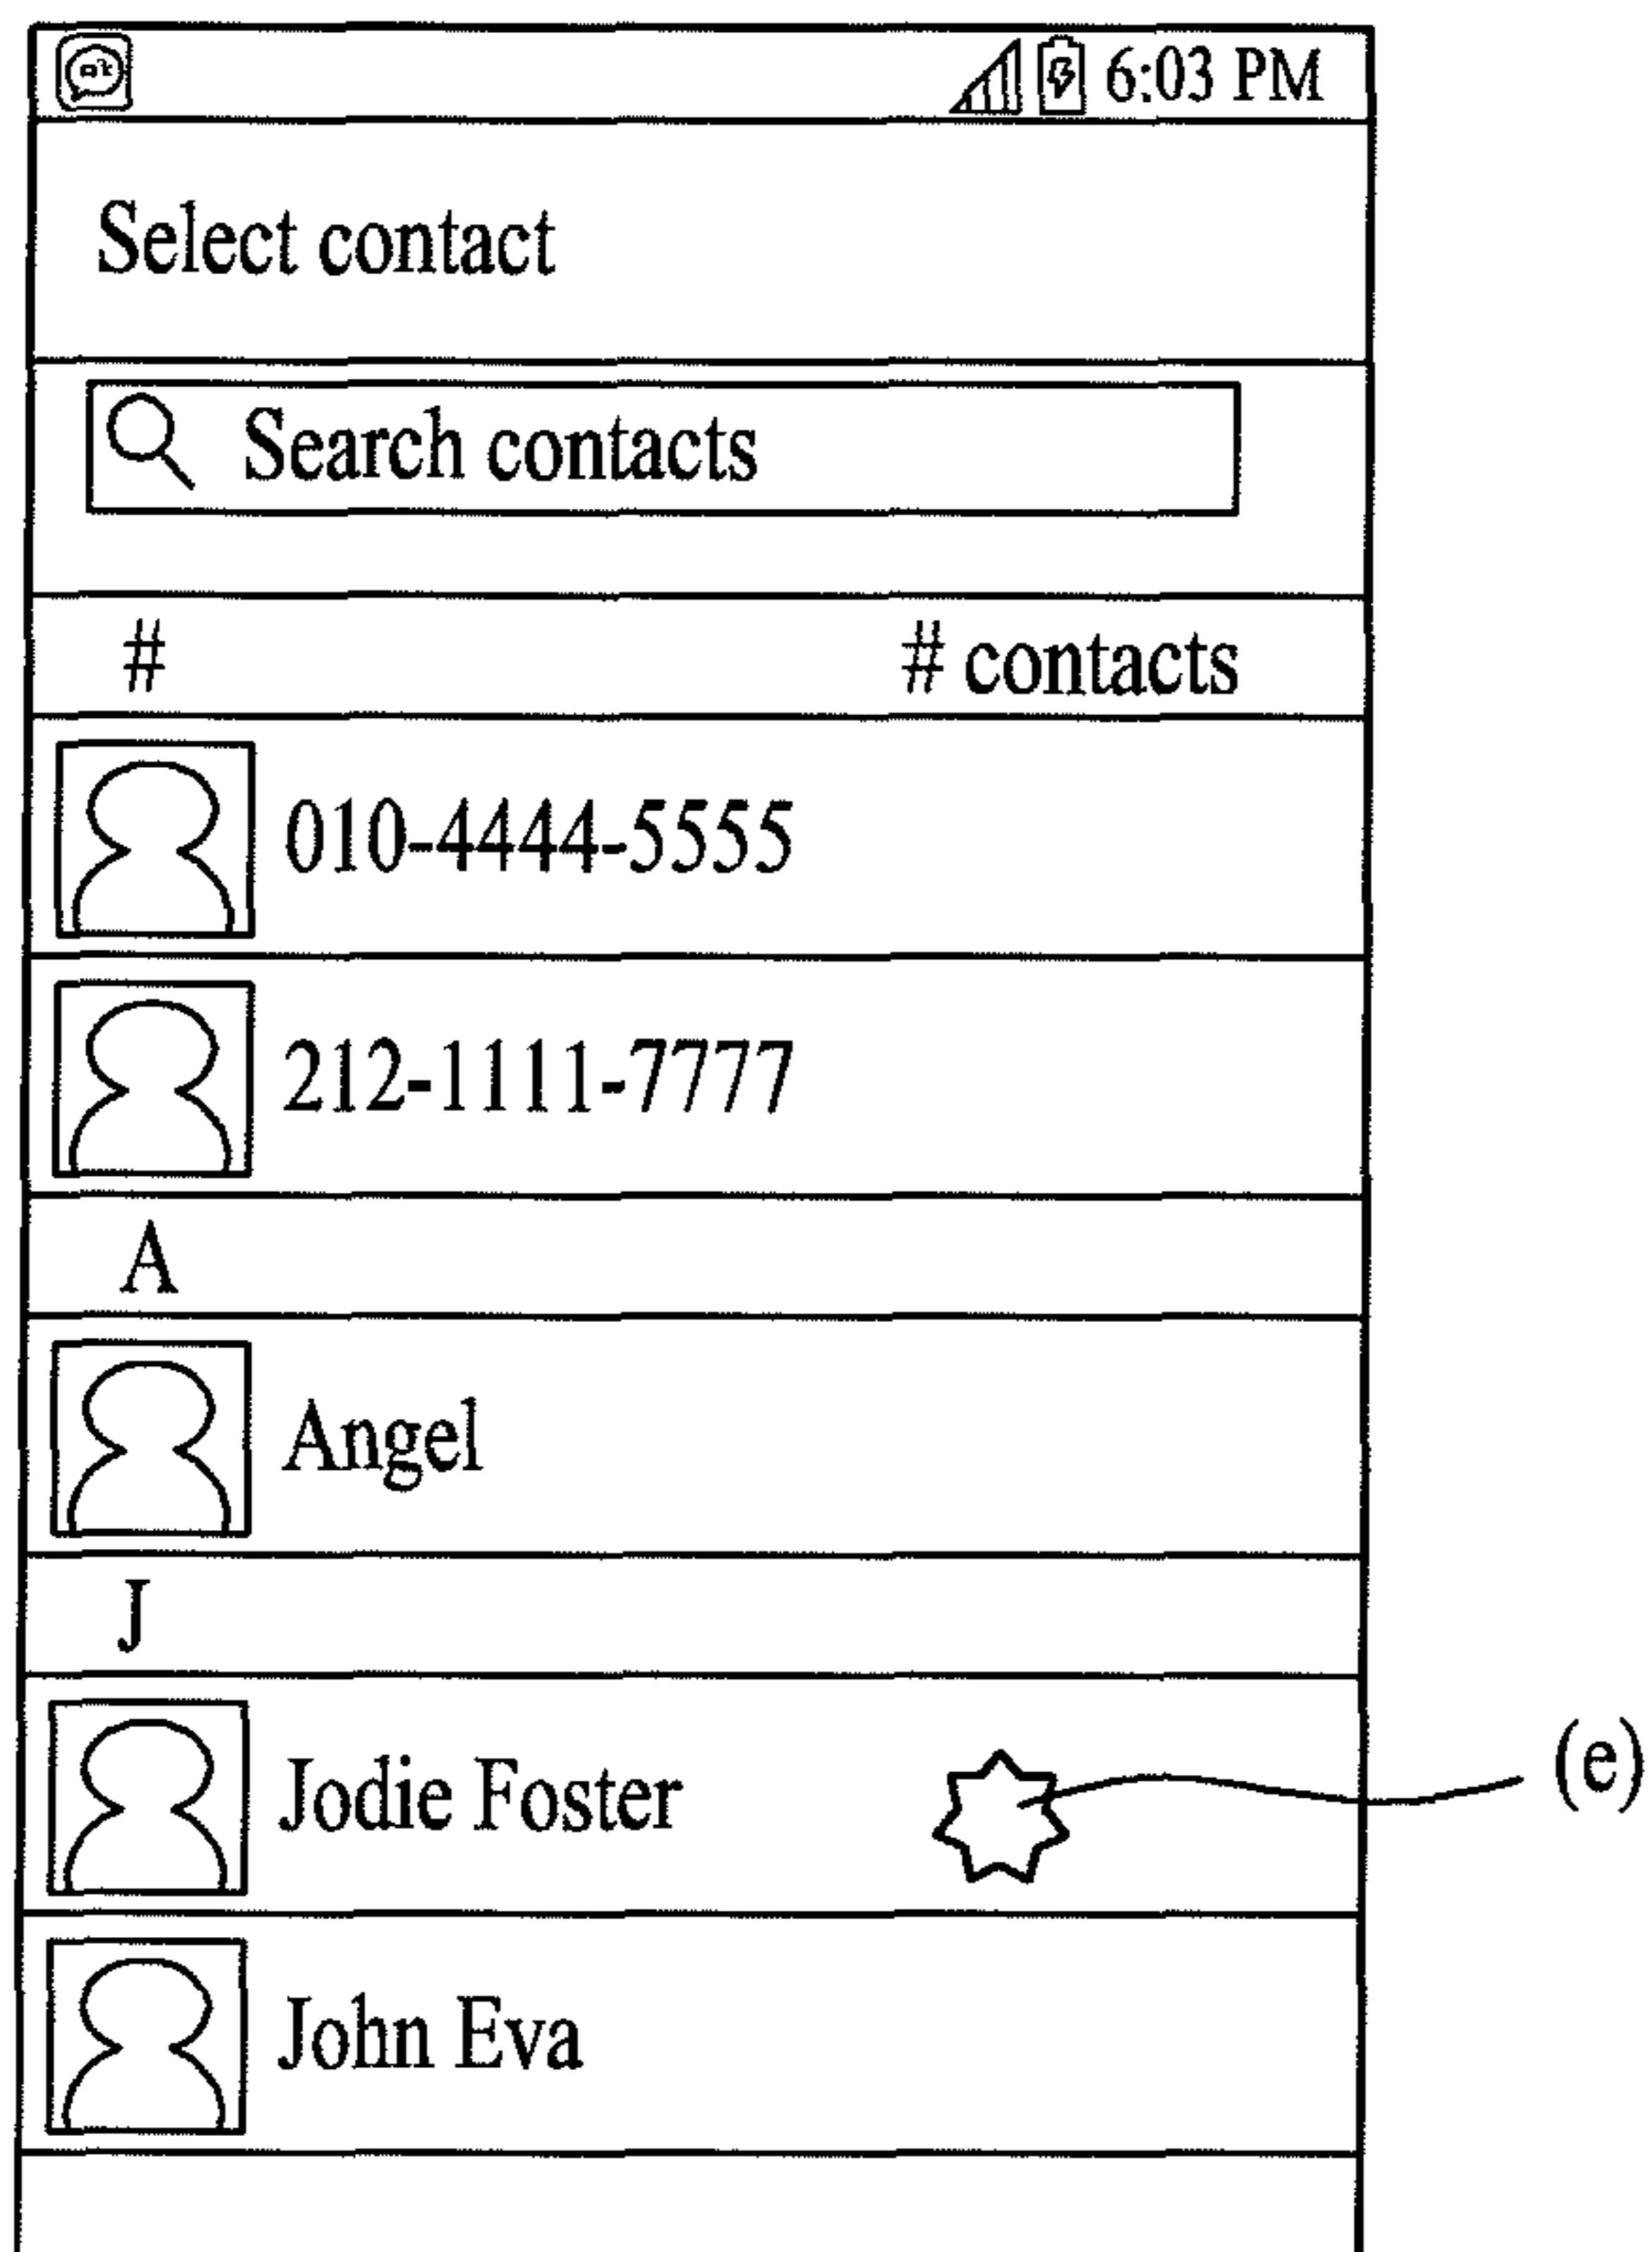 6:03 PM
Select contact
Search contacts
# # contacts
010-4444-5555
212-1111-7777
A
Angel
J
Jodie Foster
(e)
John Eva